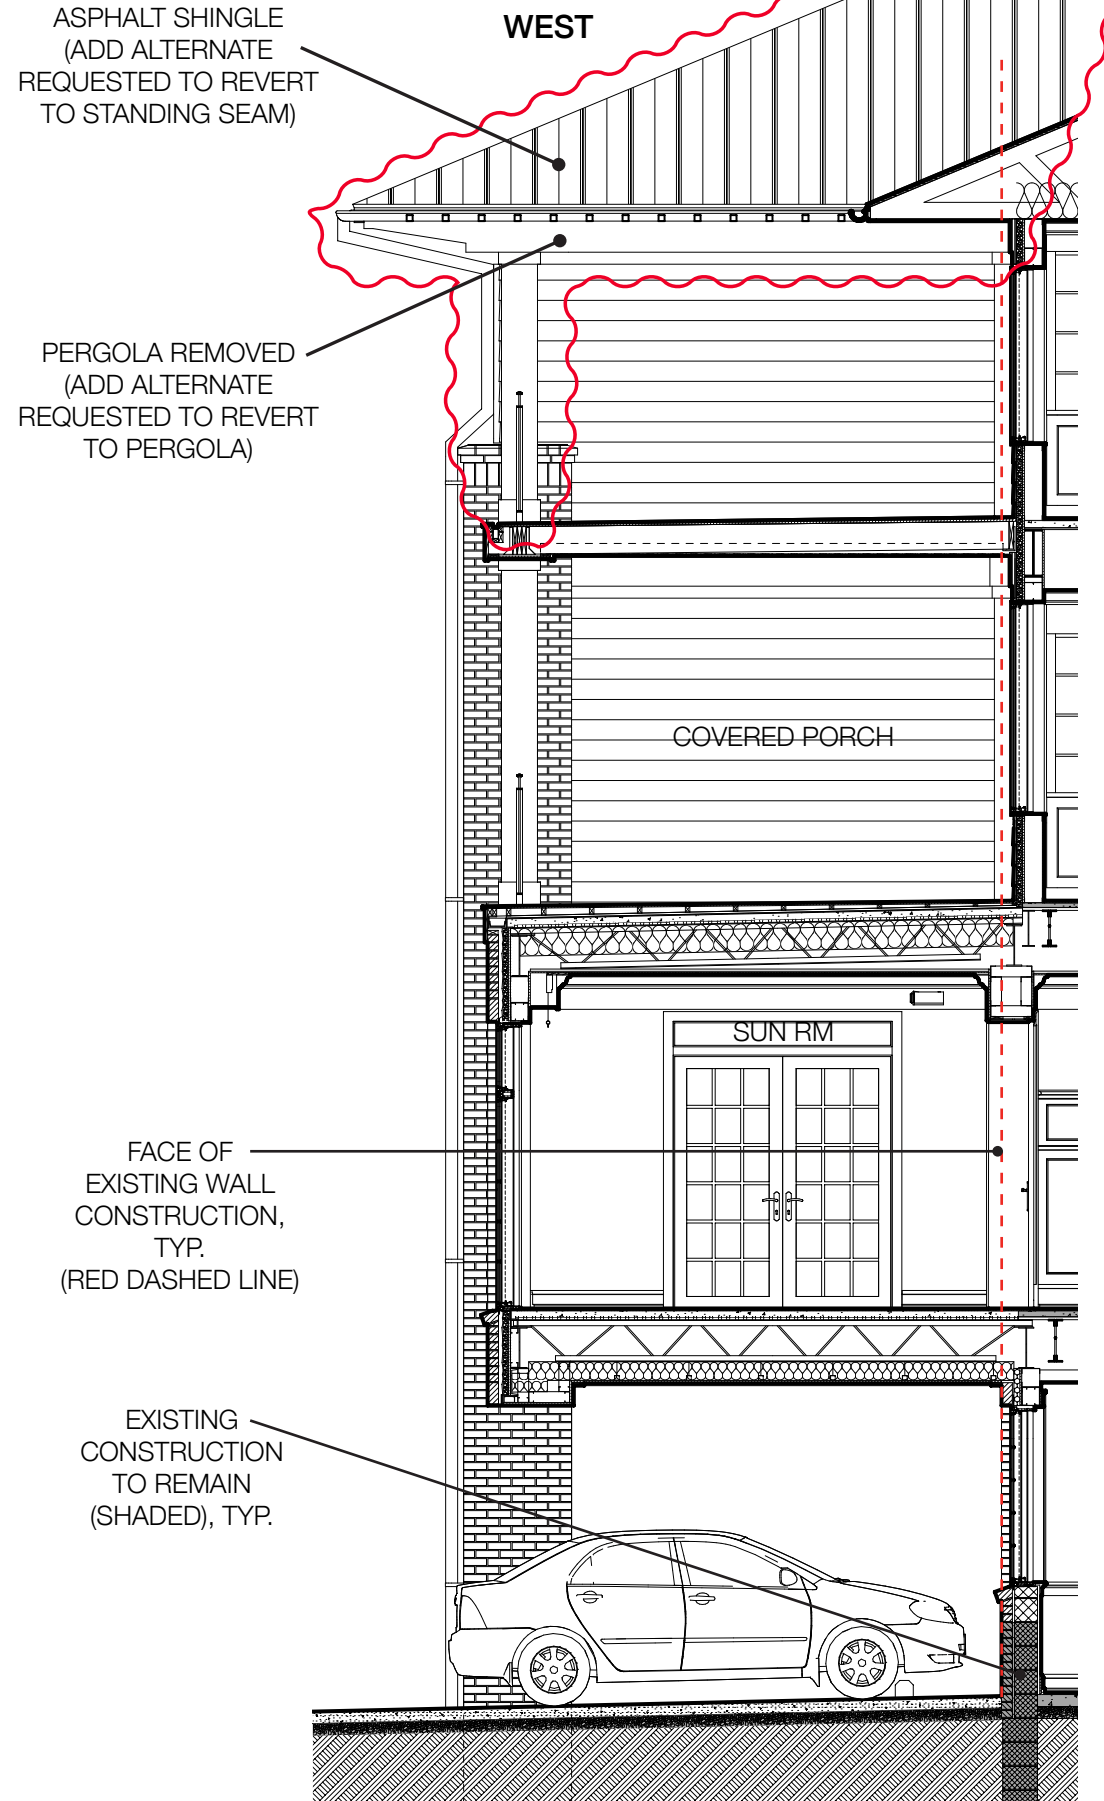 WEST
ASPHALT SHINGLE
(ADD ALTERNATE
REQUESTED TO REVERT
TO STANDING SEAM)
PERGOLA REMOVED
(ADD ALTERNATE
REQUESTED TO REVERT
TO PERGOLA)
COVERED PORCH
SUN RM
FACE OF
EXISTING WALL
CONSTRUCTION,
TYP.
(RED DASHED LINE)
EXISTING
CONSTRUCTION
TO REMAIN
(SHADED), TYP.